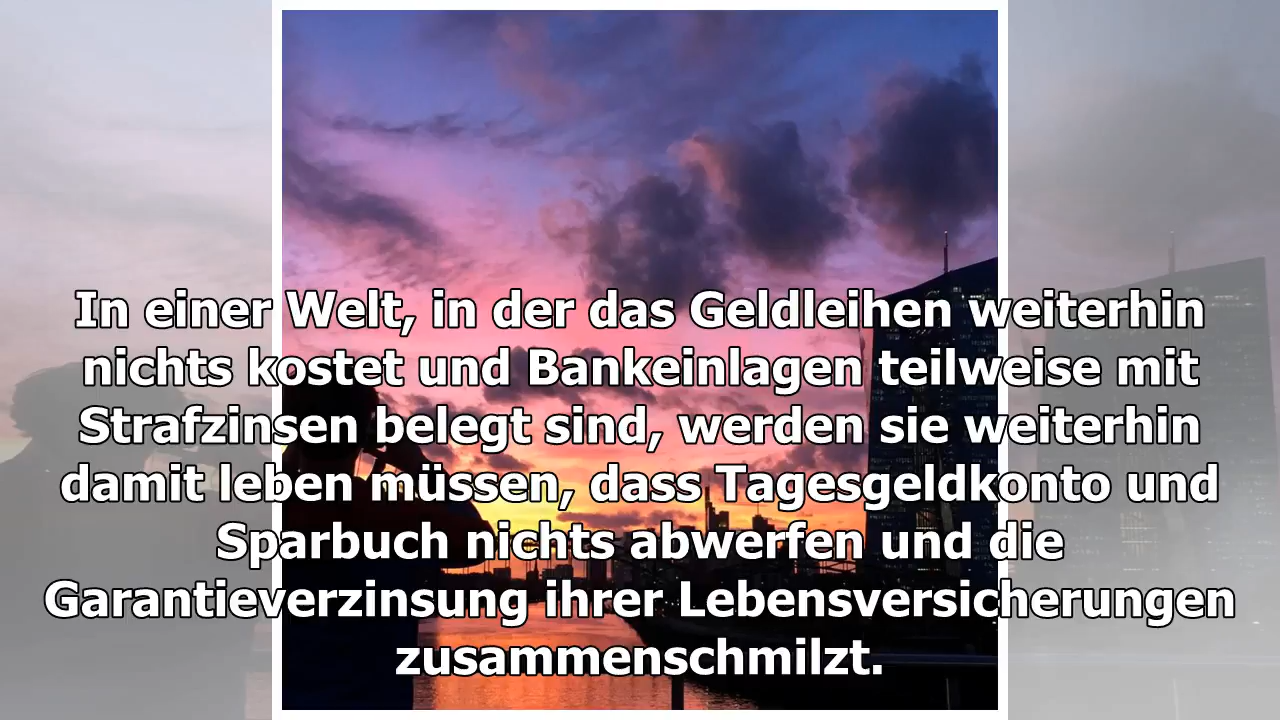 In einer Welt, in der das Geldleihen weiterhin
nichts kostet und Bankeinlagen teilweise mit
Strafzinsen belegt sind, werden sie weiterhin
damit leben müssen, dass Tagesgeldkonto und
Sparbuch nichts abwerfen und die
Garantieverzinsung ihrer Lebensversicherungen
zusammenschmilzt.